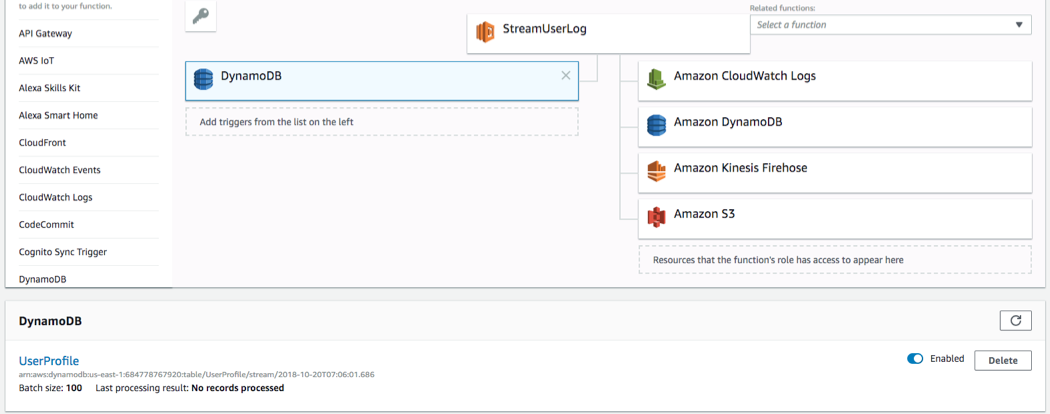 to add it to your function.
API Gateway
AWS IoT
Alexa Skills Kit
Alexa Smart Home
CloudFront
CloudWatch Events
CloudWatch Logs
CodeCommit
Cognito Sync Trigger
DynamoDB
StreamUserLog
Related functions:
Select a function
DynamoDB
Add triggers from the list on the left
Amazon CloudWatch Logs
Amazon DynamoDB
Amazon Kinesis Firehose
Amazon S3
Resources that the function's role has access to appear here
DynamoDB
UserProfile
arn:aws:dynamodb:us-east-1:684778767920:table/UserProfile/stream/2018-10-20T07:06:01.686
Batch size: 100 Last processing result: No records processed
Enabled
Delete